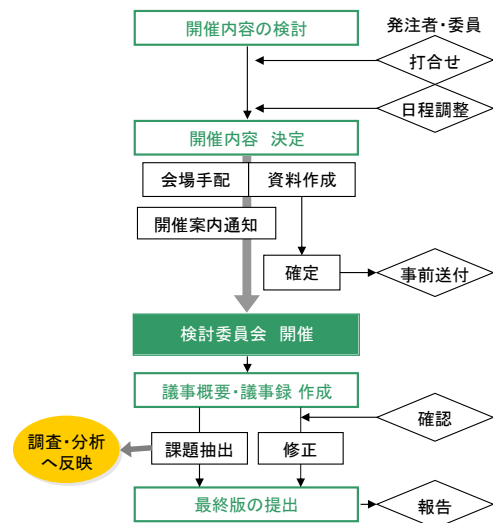 開催内容の検討
発注者・委員
打合せ
日程調整
開催内容 決定
会場手配
資料作成
開催案内通知
確定
事前送付
検討委員会 開催
議事概要・議事録 作成
確認
調査・分析
へ反映
課題抽出
修正
最終版の提出
報告